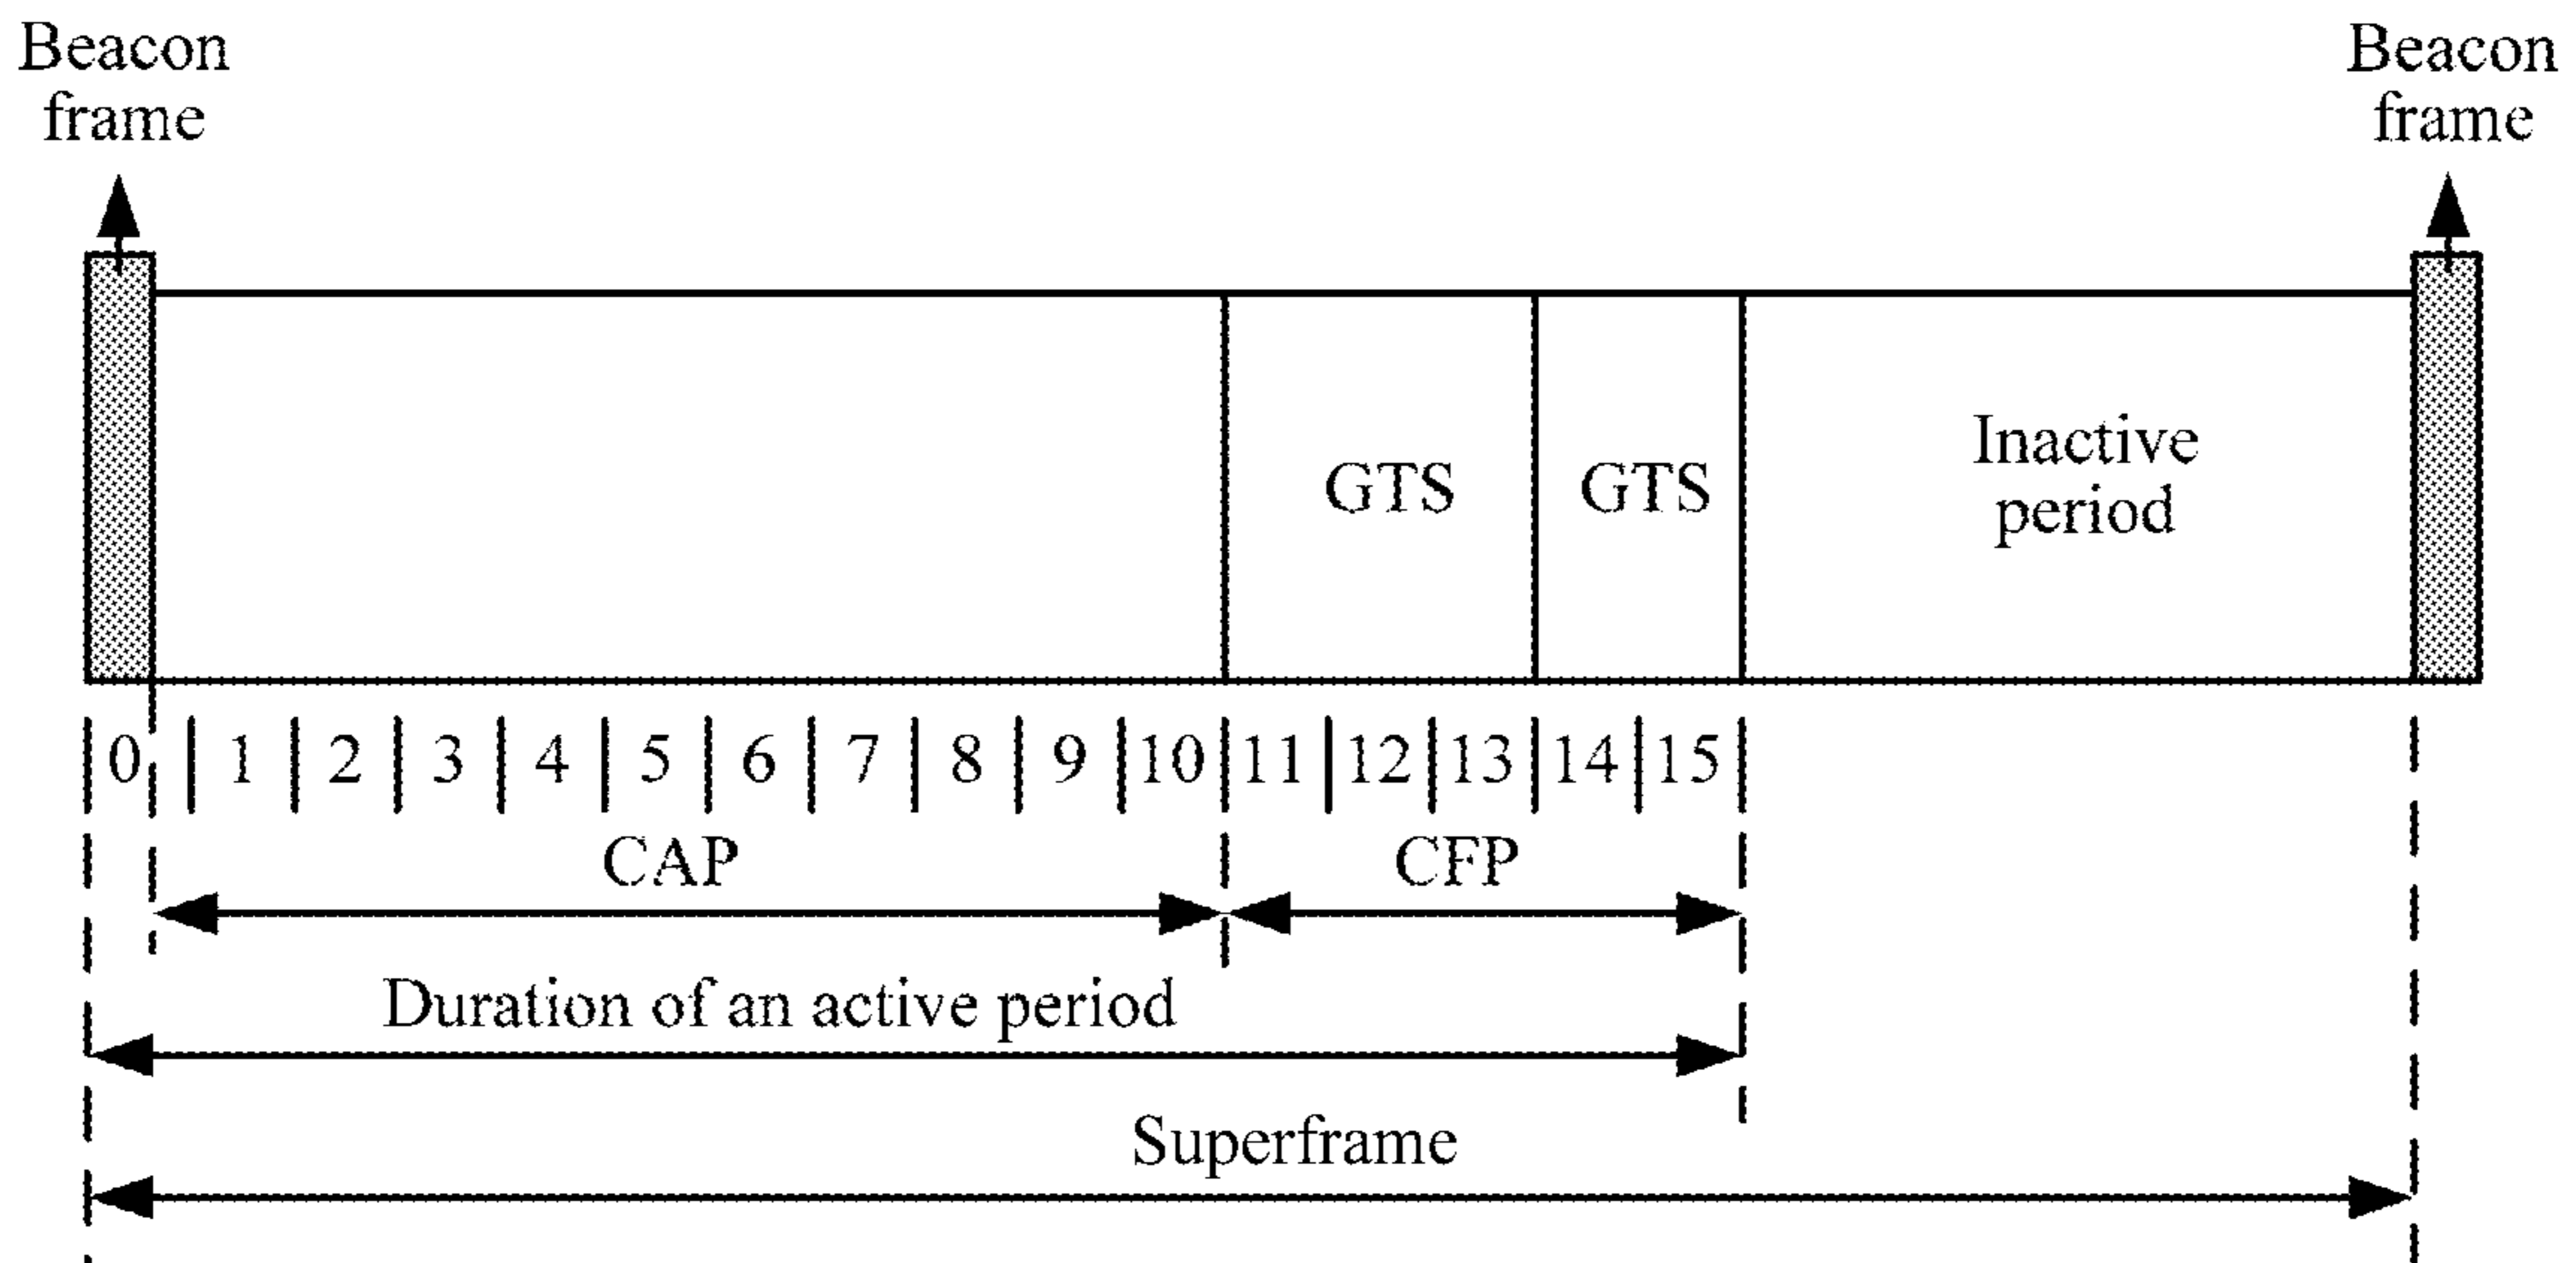 Beacon
frame
Beacon
frame
GTS
GTS
Inactive
period
0 1 2 3 4 5 6 7 8 9 10 11 12 13 14 15
CAP
CFP
Duration of an active period
Superframe